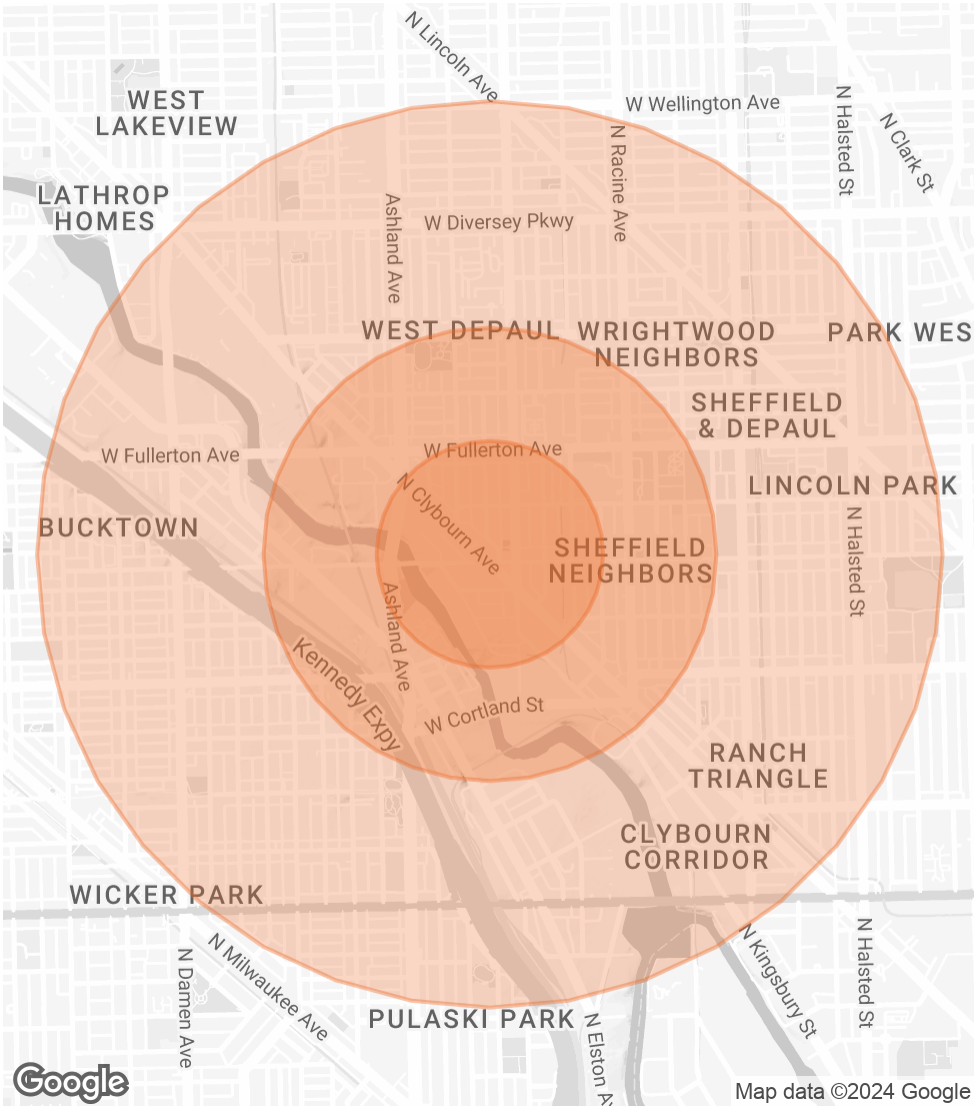 N Lincoln Ave
W Wellington Ave
WEST
LAKEVIEW
N Halsted St
N Clark St
N Racine Ave
LATHROP
HOMES
Ashland Ave
W Diversey Pkwy
WEST DEPAUL
WRIGHTWOOD
NEIGHBORS
PARK WES
SHEFFIELD
& DEPAUL
W Fullerton Ave
W Fullerton Ave
LINCOLN PARK
N Clybourn Ave
BUCKTOWN
SHEFFIELD
NEIGHBORS
N Halsted St
Ashland Ave
Kennedy Expy
W Cortland St
RANCH
TRIANGLE
CLYBOURN
CORRIDOR
WICKER PARK
N Damen Ave
N Milwaukee Ave
N Kingsbury St
N Halsted St
PULASKI PARK
N Elston Av
Google
Map data ©2024 Google